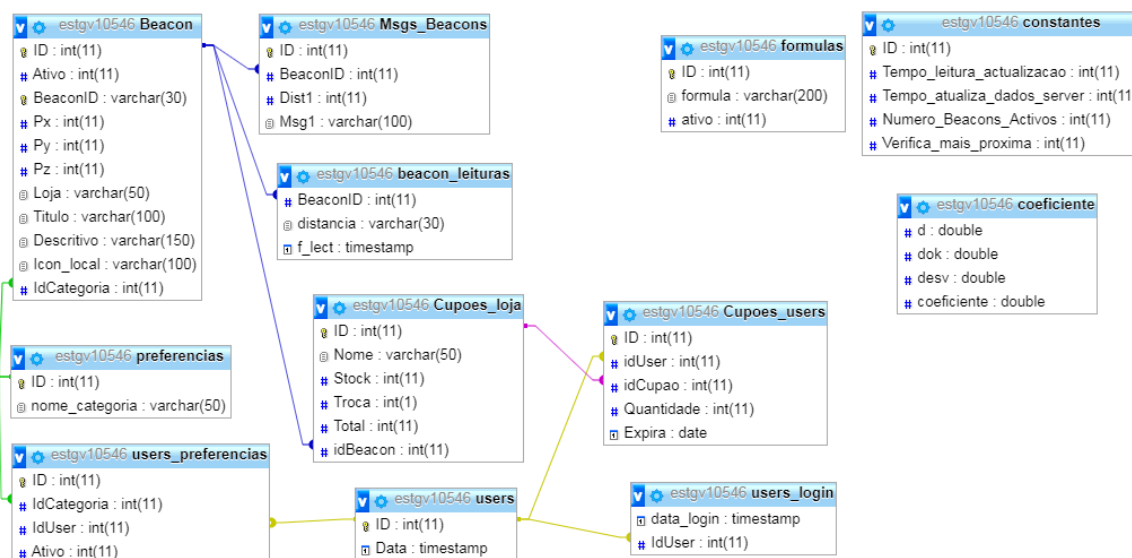 estgv10546 Beacon
ID : int(11)
Ativo : int(11)
BeaconID : varchar(30)
Px : int(11)
Py : int(11)
Pz : int(11)
Loja : varchar(50)
Titulo : varchar(100)
Descritivo : varchar(150)
Icon_local : varchar(100)
IdCategoria : int(11)
estgv10546 Msgs_Beacons
ID : int(11)
BeaconID : int(11)
Dist1 : int(11)
Msg1 : varchar(100)
estgv10546 formulas
ID : int(11)
formula : varchar(200)
ativo : int(11)
estgv10546 constantes
ID : int(11)
Tempo_leitura_actualizacao : int(11)
Tempo_atualiza_dados_server : int(11
Numero_Beacons_Activos : int(11)
Verifica_mais_proxima : int(11)
estgv10546 beacon_leituras
BeaconID : int(11)
distancia : varchar(30)
f_lect : timestamp
estgv10546 coeficiente
d : double
dok : double
desv : double
coeficiente : double
estgv10546 Cupoes_loja
ID : int(11)
Nome : varchar(50)
Stock : int(11)
Troca : int(1)
Total : int(11)
idBeacon : int(11)
estgv10546 Cupoes_users
ID : int(11)
idUser : int(11)
idCupao : int(11)
Quantidade : int(11)
Expira : date
estgv10546 preferencias
ID : int(11)
nome_categoria : varchar(50)
estgv10546 users_preferencias
ID : int(11)
IdCategoria : int(11)
IdUser : int(11)
Ativo : int(11)
estgv10546 users
ID : int(11)
Data : timestamp
estgv10546 users_login
data_login : timestamp
IdUser : int(11)